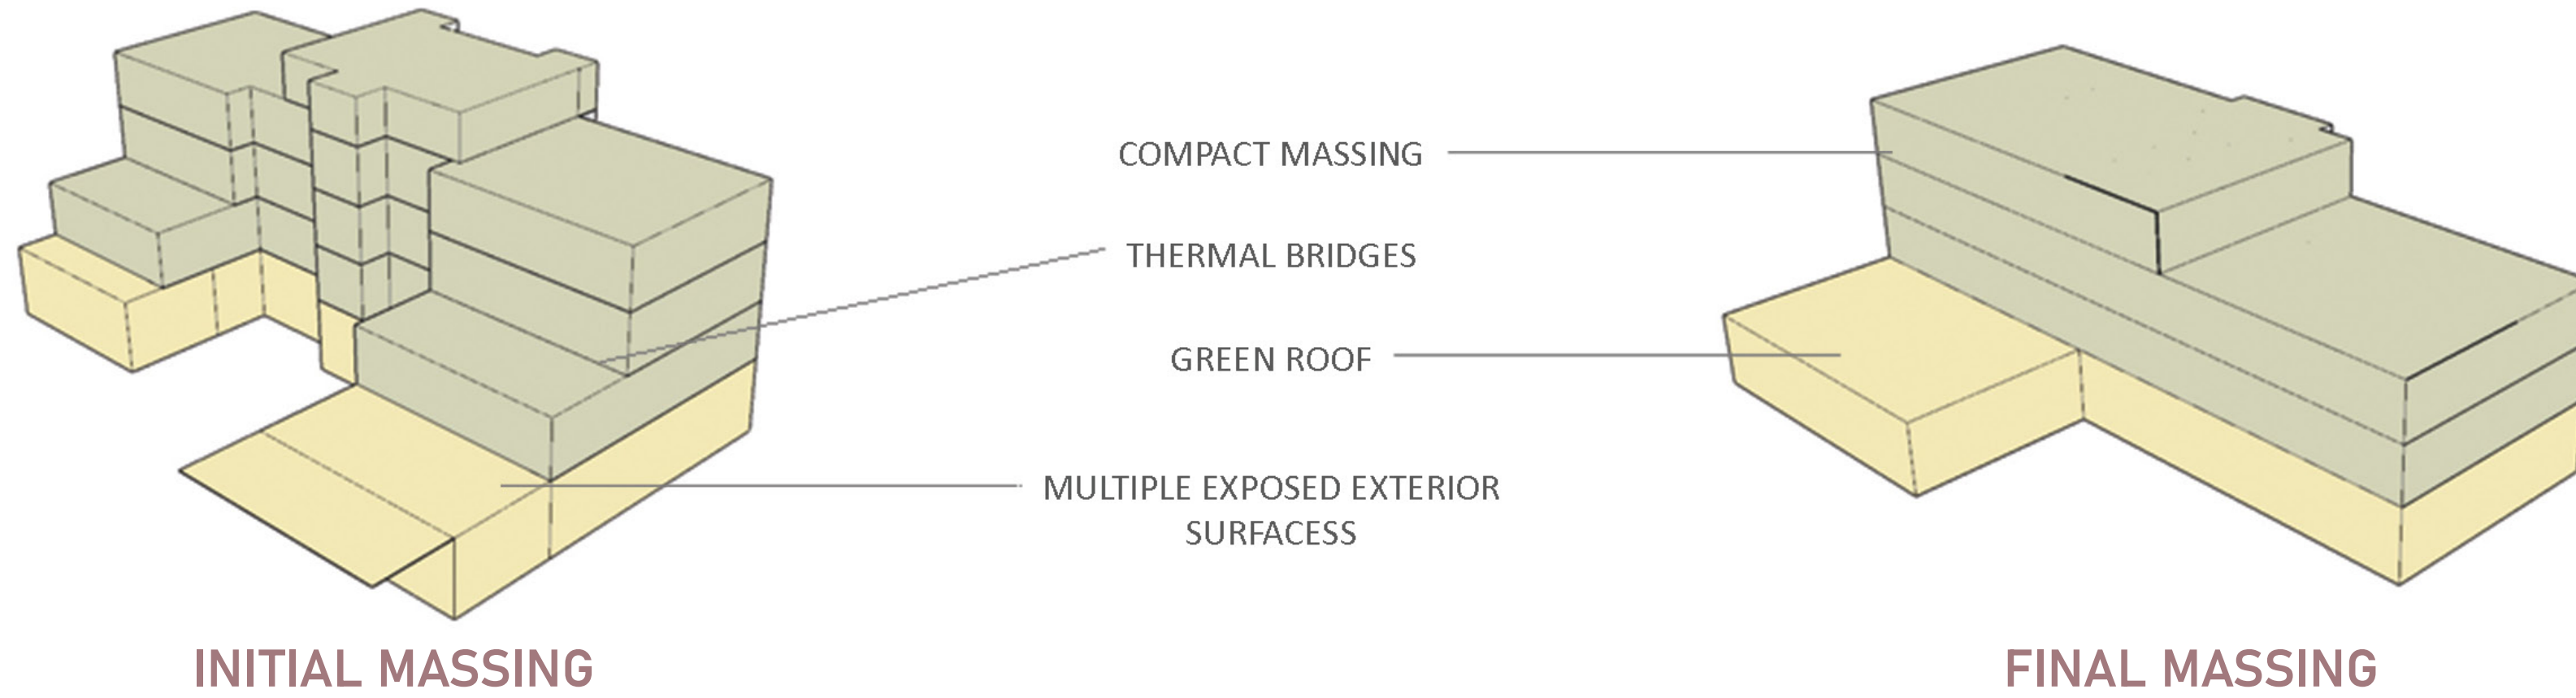 COMPACT MASSING
THERMAL BRIDGES
GREEN ROOF
MULTIPLE EXPOSED EXTERIOR
SURFACESS
INITIAL MASSING
FINAL MASSING